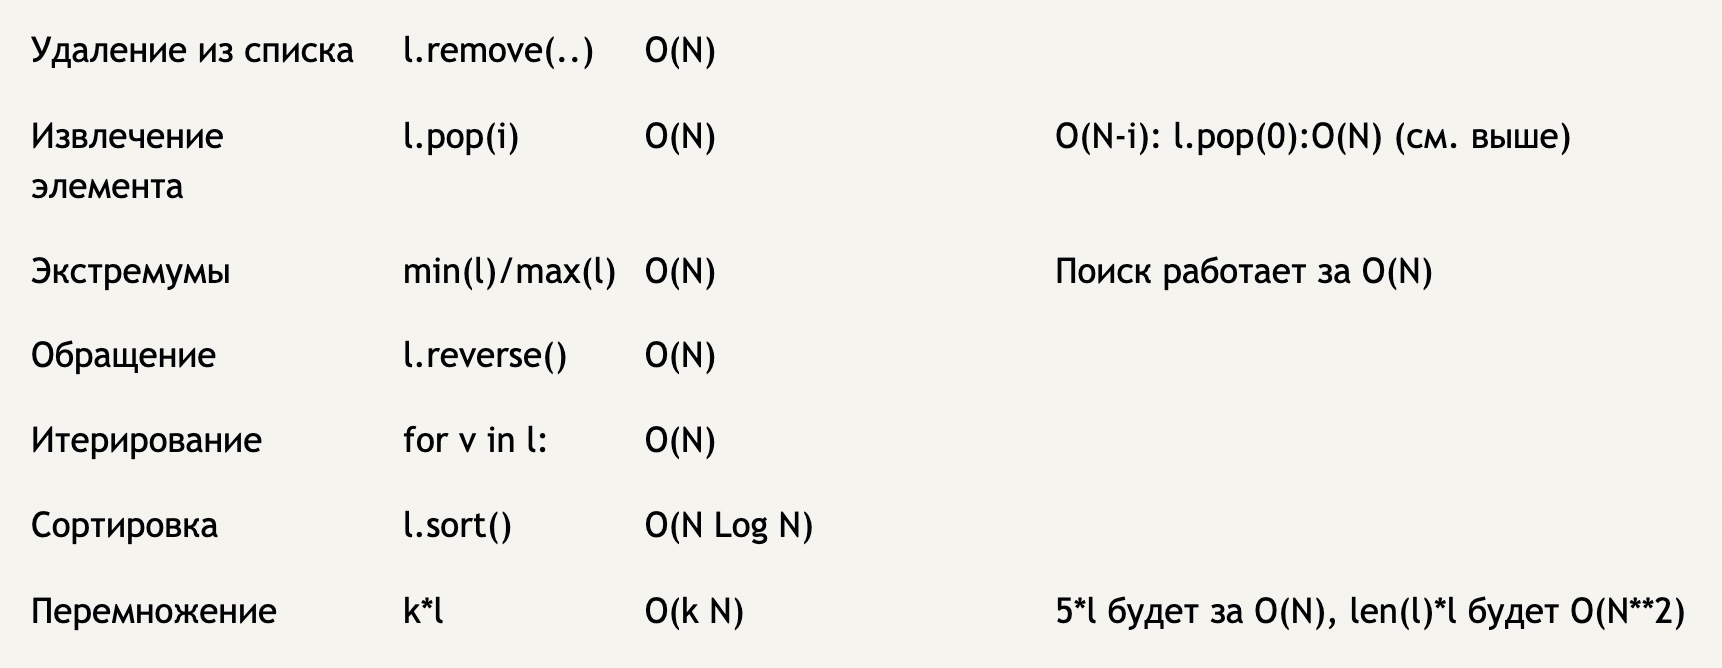 Удаление из списка l.remove(..) O(N)
Извлечение l.pop(i) O(N) O(N-i): l.pop(0):O(N) (см. выше)
элемента
Экстремумы min(l)/max(l) O(N) Поиск работает за O(N)
Обращение l.reverse() O(N)
Итерирование for v in l: O(N)
Сортировка l.sort() O(N Log N)
Перемножение k*l O(k N) 5*l будет за O(N), len(l)*l будет O(N**2)